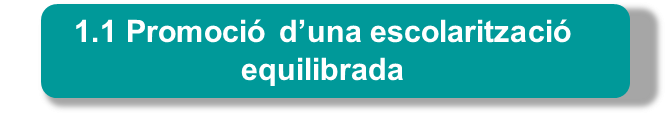 1.1 Promoció d’una escolarització
equilibrada